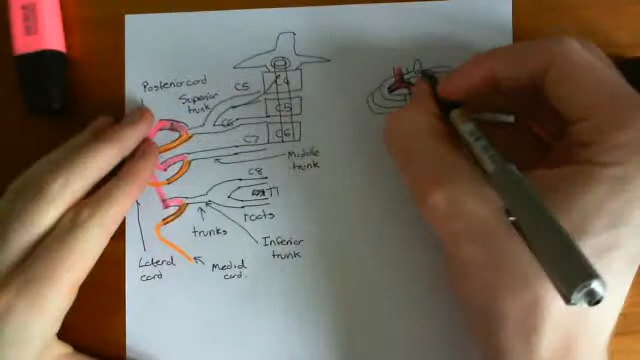 Posterior cord
Superior
trunk
C5
C4
C5
C6
C6
C7
Middle
trunk
C8
T1
roots
trunks
Inferior
trunk
Lateral
cord
Medial
cord.